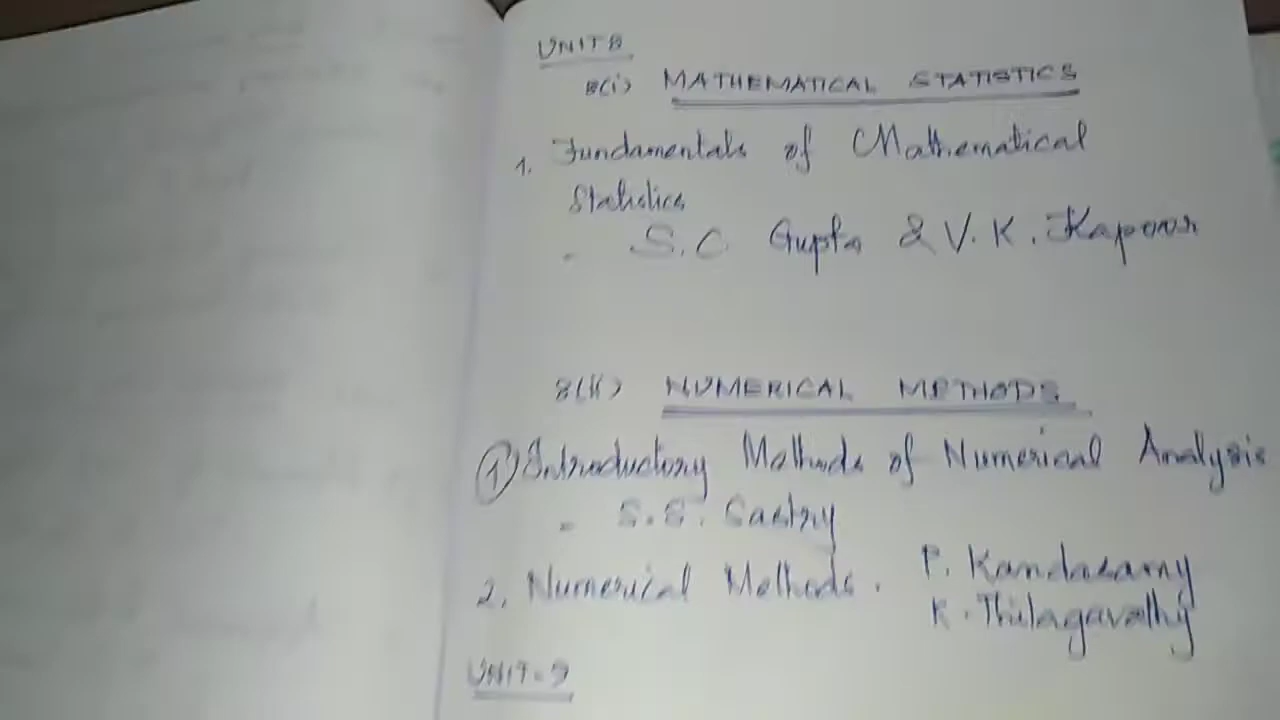 UNIT 8
8(i) MATHEMATICAL STATISTICS
1. Fundamentals of Mathematical
Statistics
- S.C Gupta & V.K. Kapoor
8(ii) NUMERICAL METHODS
1) Introductory Methods of Numerical Analysis
- S.S. Sastry
2. Numerical Methods. P. Kandasamy
K. Thilagavathy
UNIT-9